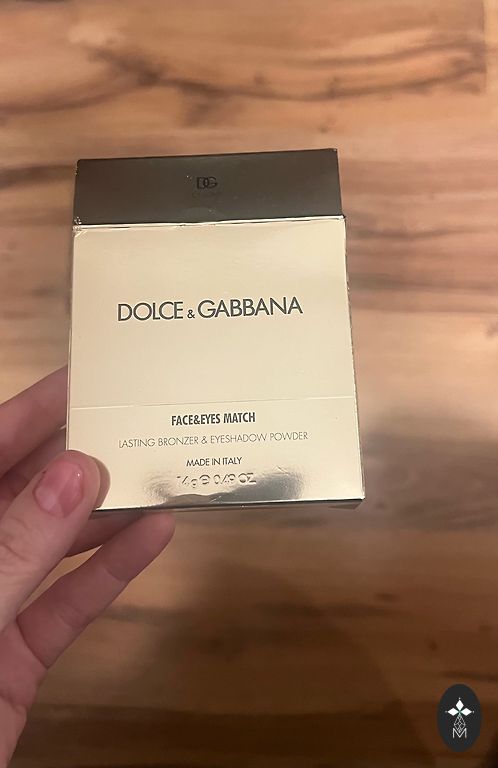 DG
DOLCE & GABBANA
FACE&EYES MATCH
LASTING BRONZER & EYESHADOW POWDER
MADE IN ITALY
14g ℮ 0.49 OZ
M